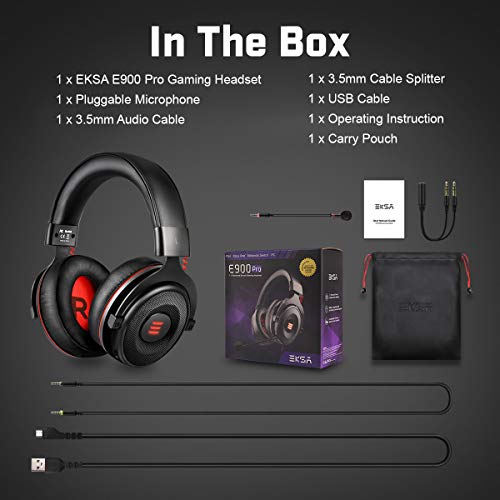 In The Box
1 x EKSA E900 Pro Gaming Headset
1 x Pluggable Microphone
1 x 3.5mm Audio Cable
1 x 3.5mm Cable Splitter
1 x USB Cable
1 x Operating Instruction
1 x Carry Pouch
R
EKSA
E900 Pro
EKSA
EKSA
EKSA